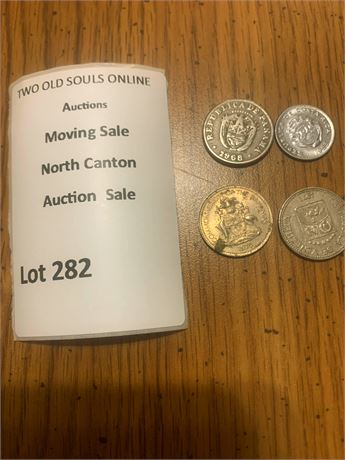 TWO OLD SOULS ONLINE
Auctions
Moving Sale
North Canton
Auction Sale
Lot 282
REPUBLICA DE PANAMA
1968